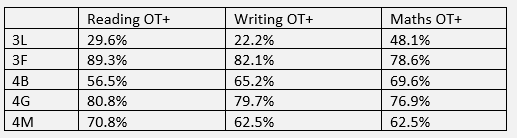 Reading OT+ Writing OT+ Maths OT+
3L 29.6% 22.2% 48.1%
3F 89.3% 82.1% 78.6%
4B 56.5% 65.2% 69.6%
4G 80.8% 79.7% 76.9%
4M 70.8% 62.5% 62.5%